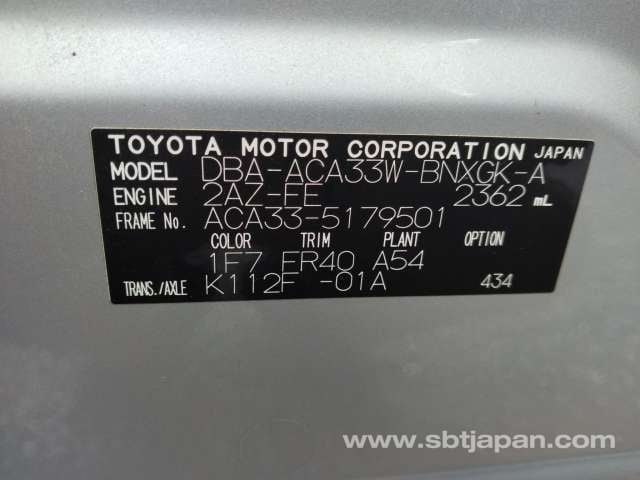 TOYOTA MOTOR CORPORATION JAPAN
MODEL DBA-ACA33W-BNXGK-A
ENGINE 2AZ-FE 2362 mL
FRAME No. ACA33-5179501
COLOR TRIM PLANT OPTION
1F7 FR40 A54
TRANS./AXLE K112F -01A 434
www.sbtjapan.com